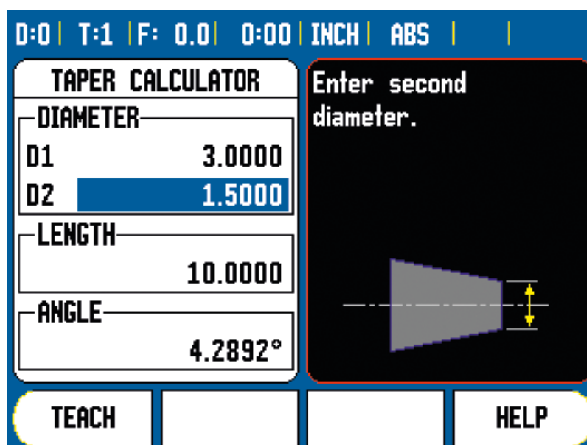 D:0 | T:1 | F: 0.0 | 0:00 | INCH | ABS | |
TAPER CALCULATOR
DIAMETER
D1 3.0000
D2 1.5000
LENGTH
10.0000
ANGLE
4.2892°
Enter second
diameter.
TEACH
HELP